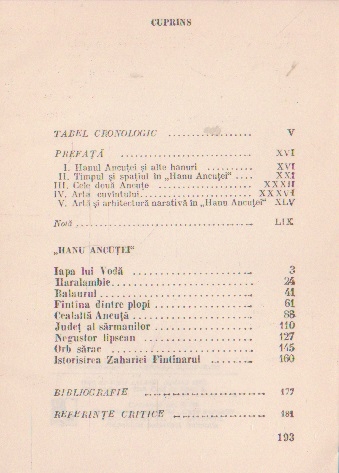 CUPRINS
TABEL CRONOLOGIC .................. V
PREFAȚĂ .................. XVI
I. Hanul Ancuței și alte hanuri .......... XVI
II. Timpul și spațiul în „Hanu Ancuței" .... XXI
III. Cele două Ancuțe .................. XXXII
IV. Arta cuvîntului .................. XXXVI
V. Artă și arhitectură narativă în „Hanu Ancuței" XLV
Notă .................. LIX
„HANU ANCUȚEI"
Iapa lui Vodă .................. 3
Haralambie .................. 24
Balaurul .................. 41
Fîntîna dintre plopi .................. 61
Cealaltă Ancuță .................. 88
Județ al sărmanilor .................. 110
Negustor lipscan .................. 127
Orb sărac .................. 145
Istorisirea Zahariei Fîntînarul .......... 160
BIBLIOGRAFIE .................. 177
REFERINȚE CRITICE .................. 181
193